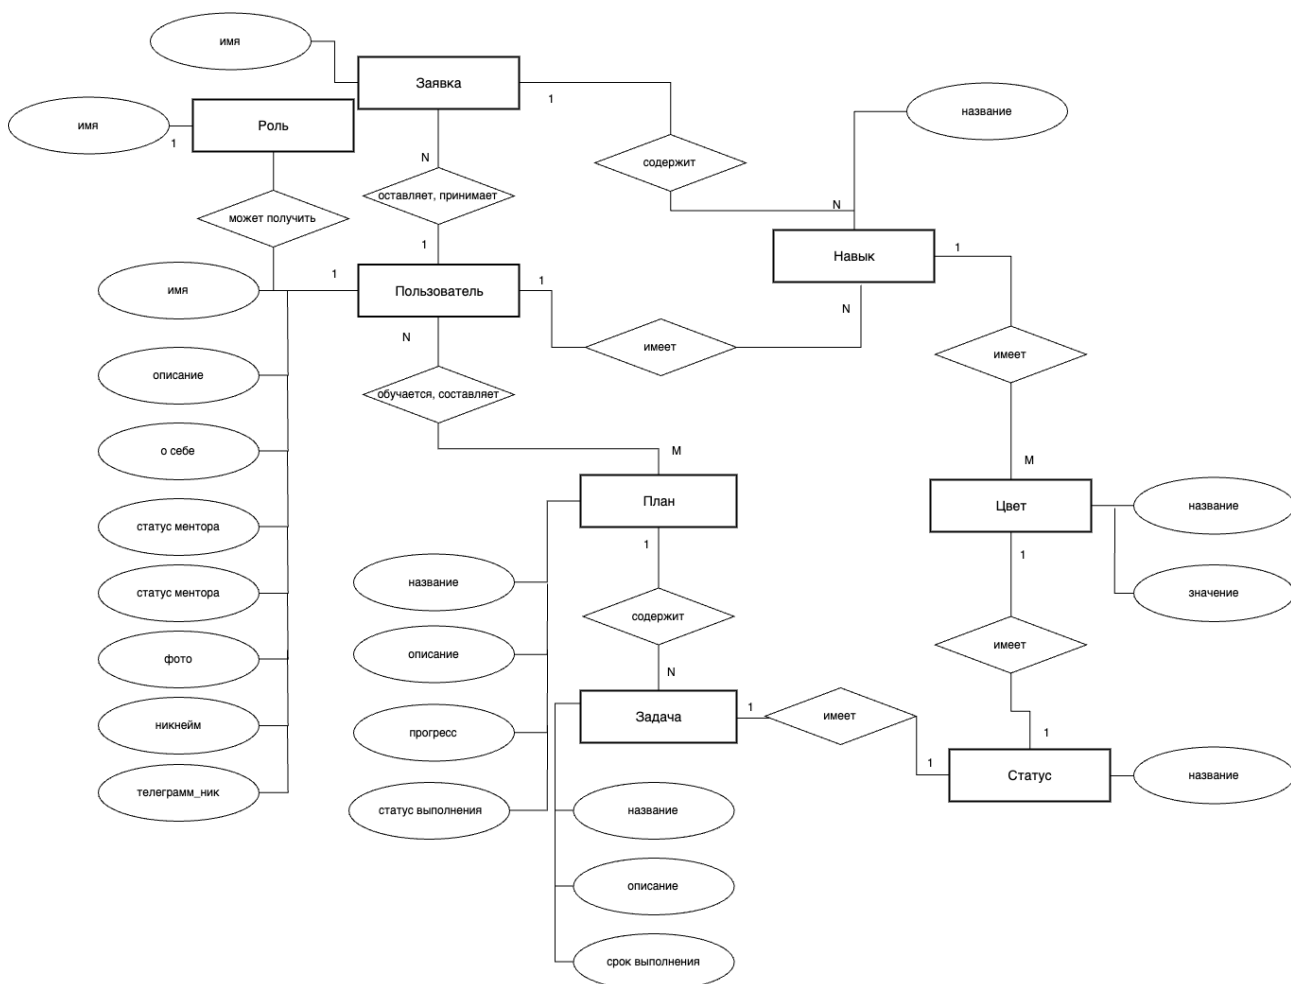 имя
Заявка
1
имя
1
Роль
название
содержит
N
оставляет, принимает
может получить
N
1
1
Навык
1
имя
1
Пользователь
1
N
N
имеет
имеет
описание
обучается, составляет
о себе
M
M
План
Цвет
название
статус ментора
1
1
название
статус ментора
значение
содержит
описание
имеет
фото
N
никнейм
прогресс
Задача
1
имеет
1
1
Статус
название
телеграмм_ник
статус выполнения
название
описание
срок выполнения